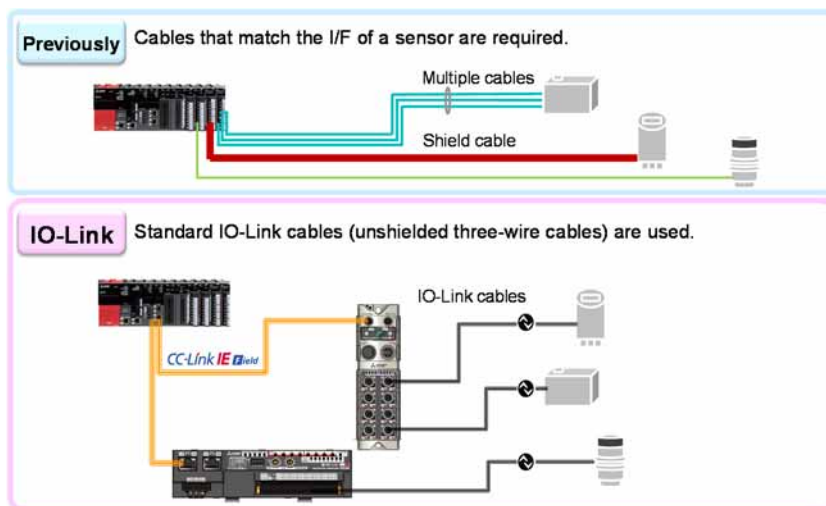 Previously
Cables that match the I/F of a sensor are required.
Multiple cables
Shield cable
IO-Link
Standard IO-Link cables (unshielded three-wire cables) are used.
IO-Link cables
CC-Link IE Field